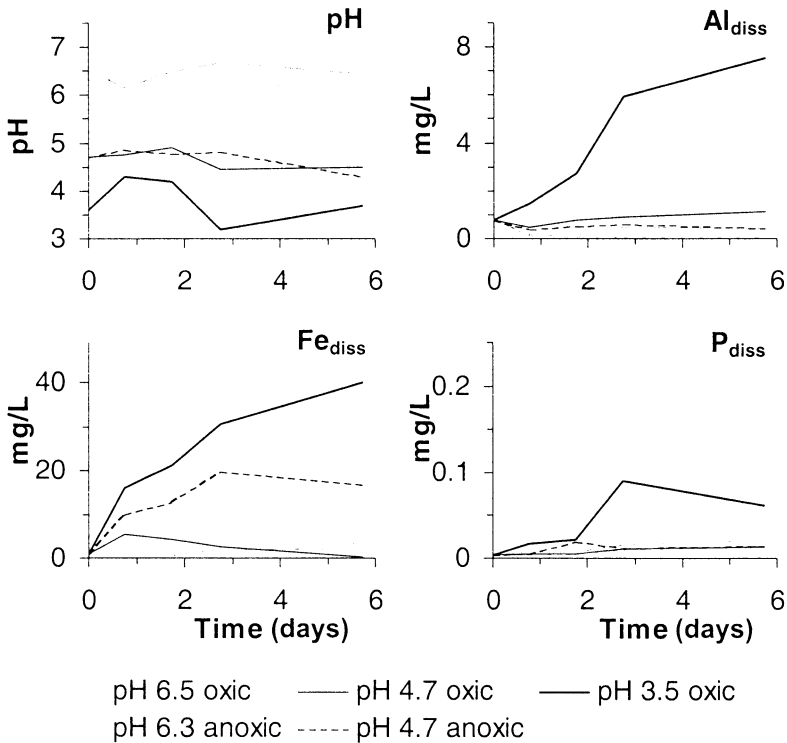 pH
Al diss
7
6
5
4
3
pH
8
4
0
mg/L
0 2 4 6
0 2 4 6
Fe diss
P diss
40
20
0
mg/L
0.2
0.1
0
mg/L
0 2 4 6
0 2 4 6
Time (days)
Time (days)
pH 6.5 oxic pH 4.7 oxic pH 3.5 oxic
pH 6.3 anoxic pH 4.7 anoxic